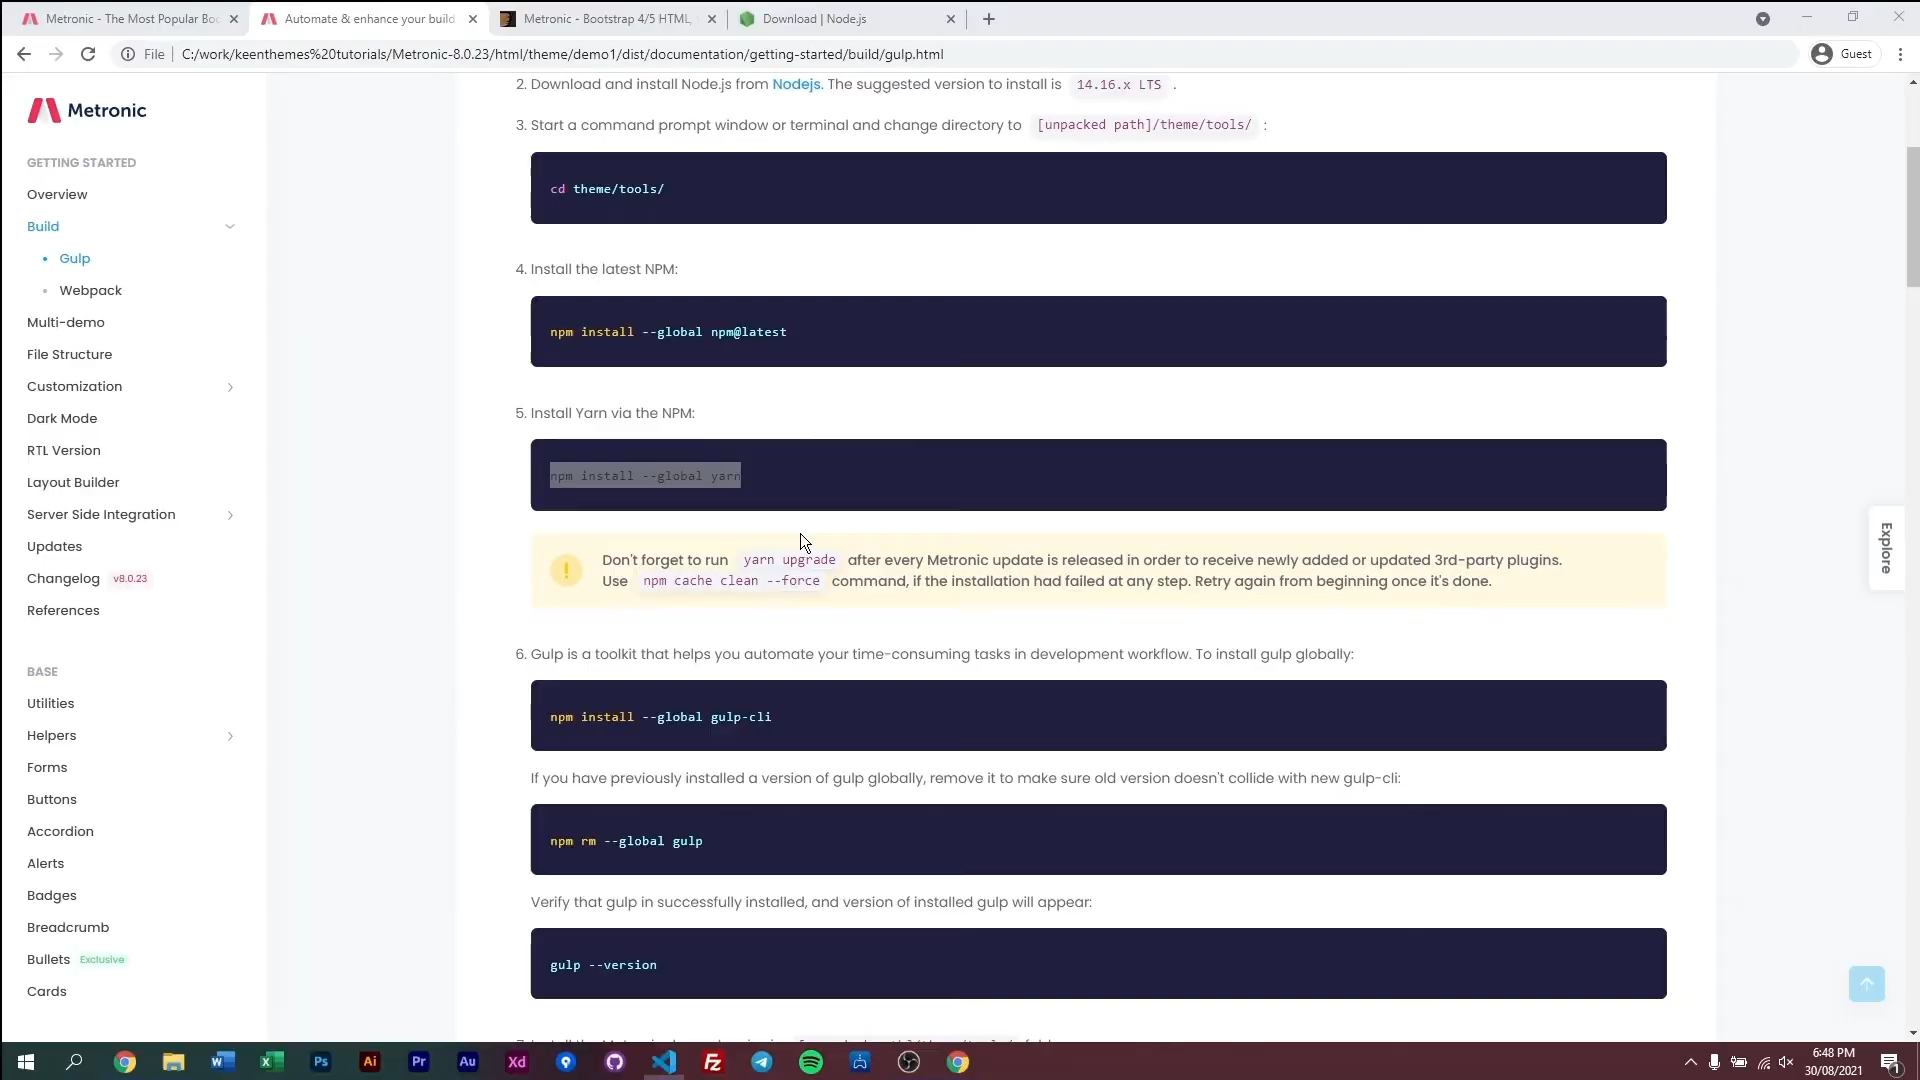 Metronic - The Most Popular Boo
Automate & enhance your build
Metronic - Bootstrap 4/5 HTML,
Download | Node.js
File
C:/work/keenthemes%20tutorials/Metronic-8.0.23/html/theme/demo1/dist/documentation/getting-started/build/gulp.html
Guest
Metronic
GETTING STARTED
Overview
Build
Gulp
Webpack
Multi-demo
File Structure
Customization
Dark Mode
RTL Version
Layout Builder
Server Side Integration
Updates
Changelog v8.0.23
References
BASE
Utilities
Helpers
Forms
Buttons
Accordion
Alerts
Badges
Breadcrumb
Bullets Exclusive
Cards
2. Download and install Node.js from Nodejs. The suggested version to install is 14.16.x LTS .
3. Start a command prompt window or terminal and change directory to [unpacked path]/theme/tools/ :
cd theme/tools/
4. Install the latest NPM:
npm install --global npm@latest
5. Install Yarn via the NPM:
npm install --global yarn
Don't forget to run yarn upgrade after every Metronic update is released in order to receive newly added or updated 3rd-party plugins.
Use npm cache clean --force command, if the installation had failed at any step. Retry again from beginning once it's done.
6. Gulp is a toolkit that helps you automate your time-consuming tasks in development workflow. To install gulp globally:
npm install --global gulp-cli
If you have previously installed a version of gulp globally, remove it to make sure old version doesn't collide with new gulp-cli:
npm rm --global gulp
Verify that gulp in successfully installed, and version of installed gulp will appear:
gulp --version
Explore
Ps
Ai
Pr
Au
Xd
6:48 PM
30/08/2021
1